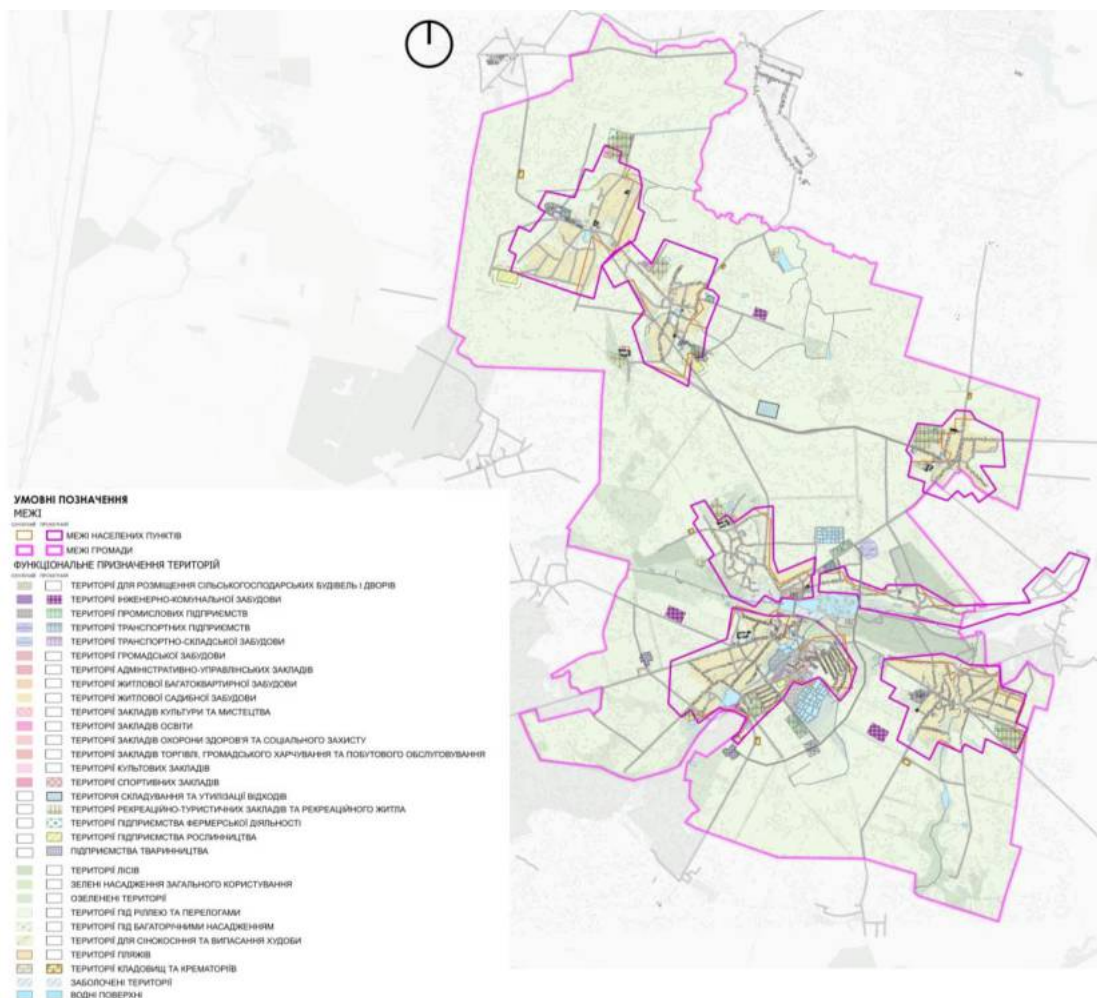 УМОВНІ ПОЗНАЧЕННЯ
МЕЖІ
МЕЖІ НАСЕЛЕНИХ ПУНКТІВ
МЕЖІ ГРОМАДИ
ФУНКЦІОНАЛЬНЕ ПРИЗНАЧЕННЯ ТЕРИТОРІЙ
ТЕРИТОРІЇ ДЛЯ РОЗМІЩЕННЯ СІЛЬСЬКОГОСПОДАРСЬКИХ БУДІВЕЛЬ І ДВОРІВ
ТЕРИТОРІЇ ІНЖЕНЕРНО-КОМУНАЛЬНОЇ ЗАБУДОВИ
ТЕРИТОРІЇ ПРОМИСЛОВИХ ПІДПРИЄМСТВ
ТЕРИТОРІЇ ТРАНСПОРТНИХ ПІДПРИЄМСТВ
ТЕРИТОРІЇ ТРАНСПОРТНО-СКЛАДСЬКОЇ ЗАБУДОВИ
ТЕРИТОРІЇ ГРОМАДСЬКОЇ ЗАБУДОВИ
ТЕРИТОРІЇ АДМІНІСТРАТИВНО-УПРАВЛІНСЬКИХ ЗАКЛАДІВ
ТЕРИТОРІЇ ЖИТЛОВОЇ БАГАТОКВАРТИРНОЇ ЗАБУДОВИ
ТЕРИТОРІЇ ЖИТЛОВОЇ САДИБНОЇ ЗАБУДОВИ
ТЕРИТОРІЇ ЗАКЛАДІВ КУЛЬТУРИ ТА МИСТЕЦТВА
ТЕРИТОРІЇ ЗАКЛАДІВ ОСВІТИ
ТЕРИТОРІЇ ЗАКЛАДІВ ОХОРОНИ ЗДОРОВ'Я ТА СОЦІАЛЬНОГО ЗАХИСТУ
ТЕРИТОРІЇ ЗАКЛАДІВ ТОРГІВЛІ, ГРОМАДСЬКОГО ХАРЧУВАННЯ ТА ПОБУТОВОГО ОБСЛУГОВУВАННЯ
ТЕРИТОРІЇ КУЛЬТОВИХ ЗАКЛАДІВ
ТЕРИТОРІЇ СПОРТИВНИХ ЗАКЛАДІВ
ТЕРИТОРІЯ СКЛАДУВАННЯ ТА УТИЛІЗАЦІЇ ВІДХОДІВ
ТЕРИТОРІЇ РЕКРЕАЦІЙНО-ТУРИСТИЧНИХ ЗАКЛАДІВ ТА РЕКРЕАЦІЙНОГО ЖИТЛА
ТЕРИТОРІЇ ПІДПРИЄМСТВА ФЕРМЕРСЬКОЇ ДІЯЛЬНОСТІ
ТЕРИТОРІЇ ПІДПРИЄМСТВА РОСЛИННИЦТВА
ПІДПРИЄМСТВА ТВАРИННИЦТВА
ТЕРИТОРІЇ ЛІСІВ
ЗЕЛЕНІ НАСАДЖЕННЯ ЗАГАЛЬНОГО КОРИСТУВАННЯ
ОЗЕЛЕНЕНІ ТЕРИТОРІЇ
ТЕРИТОРІЇ ПІД РІЛЛЕЮ ТА ПЕРЕЛОГАМИ
ТЕРИТОРІЇ ПІД БАГАТОРІЧНИМИ НАСАДЖЕННЯМ
ТЕРИТОРІЇ ДЛЯ СІНОКОСІННЯ ТА ВИПАСАННЯ ХУДОБИ
ТЕРИТОРІЇ ПЛЯЖІВ
ТЕРИТОРІЇ КЛАДОВИЩ ТА КРЕМАТОРІЇВ
ЗАБОЛОЧЕНІ ТЕРИТОРІЇ
ВОДНІ ПОВЕРХНІ